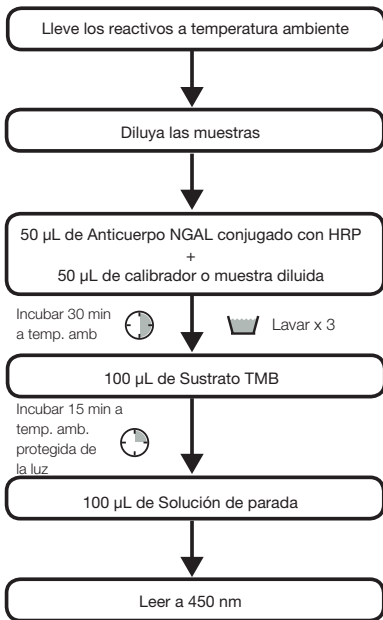 Lleve los reactivos a temperatura ambiente
Diluya las muestras
50 µL de Anticuerpo NGAL conjugado con HRP
+
50 µL de calibrador o muestra diluida
Incubar 30 min
a temp. amb
Lavar x 3
100 µL de Sustrato TMB
Incubar 15 min a
temp. amb.
protegida de
la luz
100 µL de Solución de parada
Leer a 450 nm